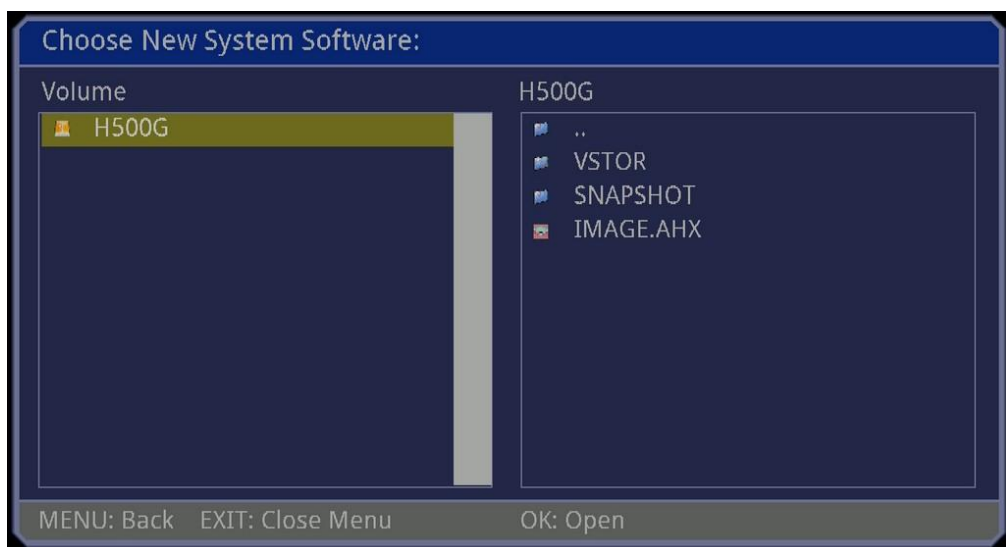 Choose New System Software:
Volume
H500G
H500G
..
VSTOR
SNAPSHOT
IMAGE.AHX
MENU: Back EXIT: Close Menu OK: Open